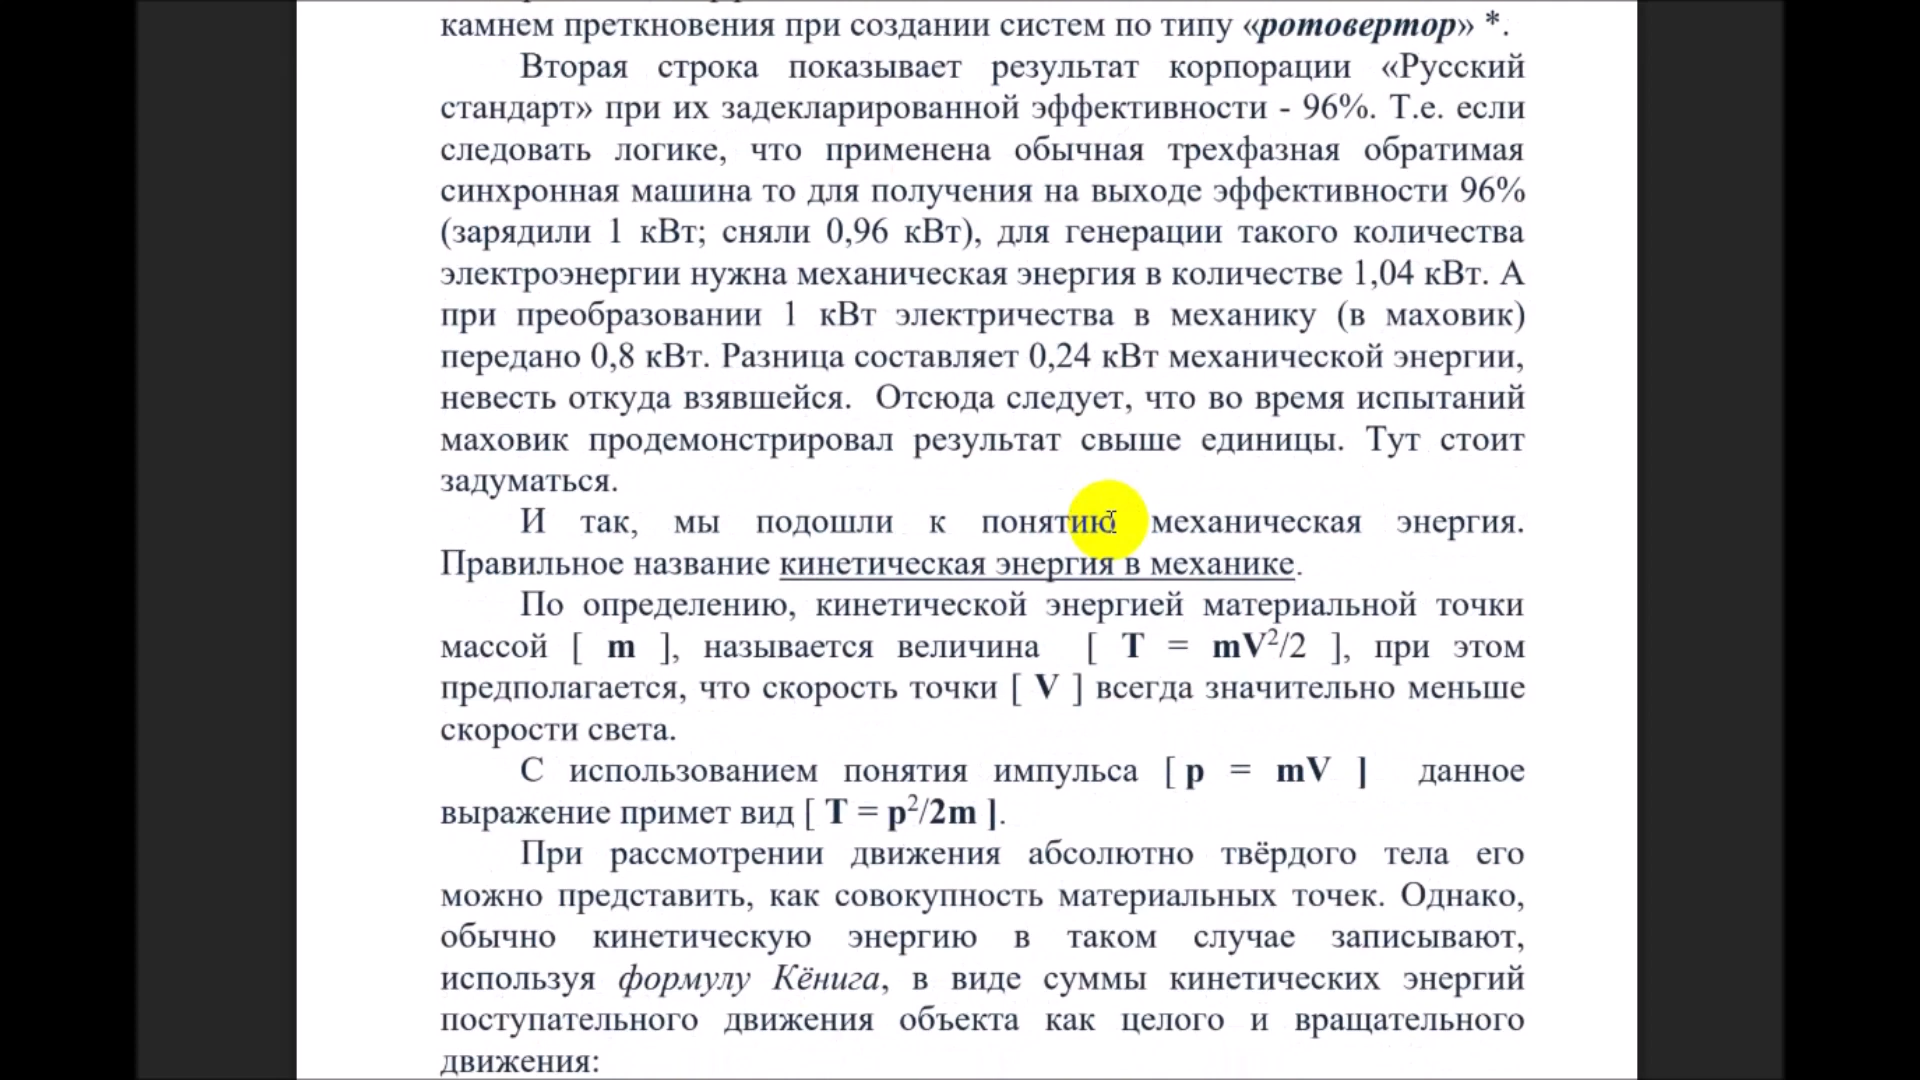 камнем преткновения при создании систем по типу «ротовертор» *.
Вторая строка показывает результат корпорации «Русский
стандарт» при их задекларированной эффективности - 96%. Т.е. если
следовать логике, что применена обычная трехфазная обратимая
синхронная машина то для получения на выходе эффективности 96%
(зарядили 1 кВт; сняли 0,96 кВт), для генерации такого количества
электроэнергии нужна механическая энергия в количестве 1,04 кВт. А
при преобразовании 1 кВт электричества в механику (в маховик)
передано 0,8 кВт. Разница составляет 0,24 кВт механической энергии,
невесть откуда взявшейся. Отсюда следует, что во время испытаний
маховик продемонстрировал результат свыше единицы. Тут стоит
задуматься.
И так, мы подошли к понятию механическая энергия.
Правильное название кинетическая энергия в механике.
По определению, кинетической энергией материальной точки
массой [ m ], называется величина [ T = mV²/2 ], при этом
предполагается, что скорость точки [ V ] всегда значительно меньше
скорости света.
С использованием понятия импульса [ p = mV ] данное
выражение примет вид [ T = p²/2m ].
При рассмотрении движения абсолютно твёрдого тела его
можно представить, как совокупность материальных точек. Однако,
обычно кинетическую энергию в таком случае записывают,
используя формулу Кёнига, в виде суммы кинетических энергий
поступательного движения объекта как целого и вращательного
движения: